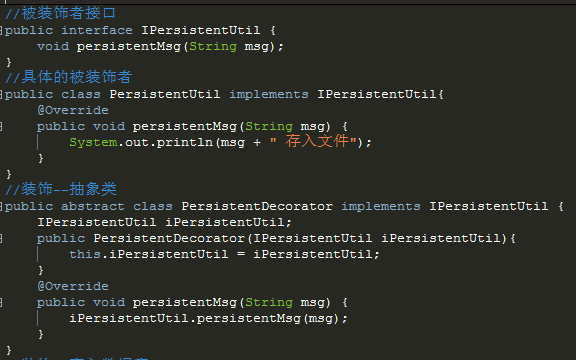 //被装饰者接口
public interface IPersistentUtil {
    void persistentMsg(String msg);
}
//具体的被装饰者
public class PersistentUtil implements IPersistentUtil{
    @Override
    public void persistentMsg(String msg) {
        System.out.println(msg + " 存入文件");
    }
}
//装饰--抽象类
public abstract class PersistentDecorator implements IPersistentUtil {
    IPersistentUtil iPersistentUtil;
    public PersistentDecorator(IPersistentUtil iPersistentUtil){
        this.iPersistentUtil = iPersistentUtil;
    }
    @Override
    public void persistentMsg(String msg) {
        iPersistentUtil.persistentMsg(msg);
    }
}